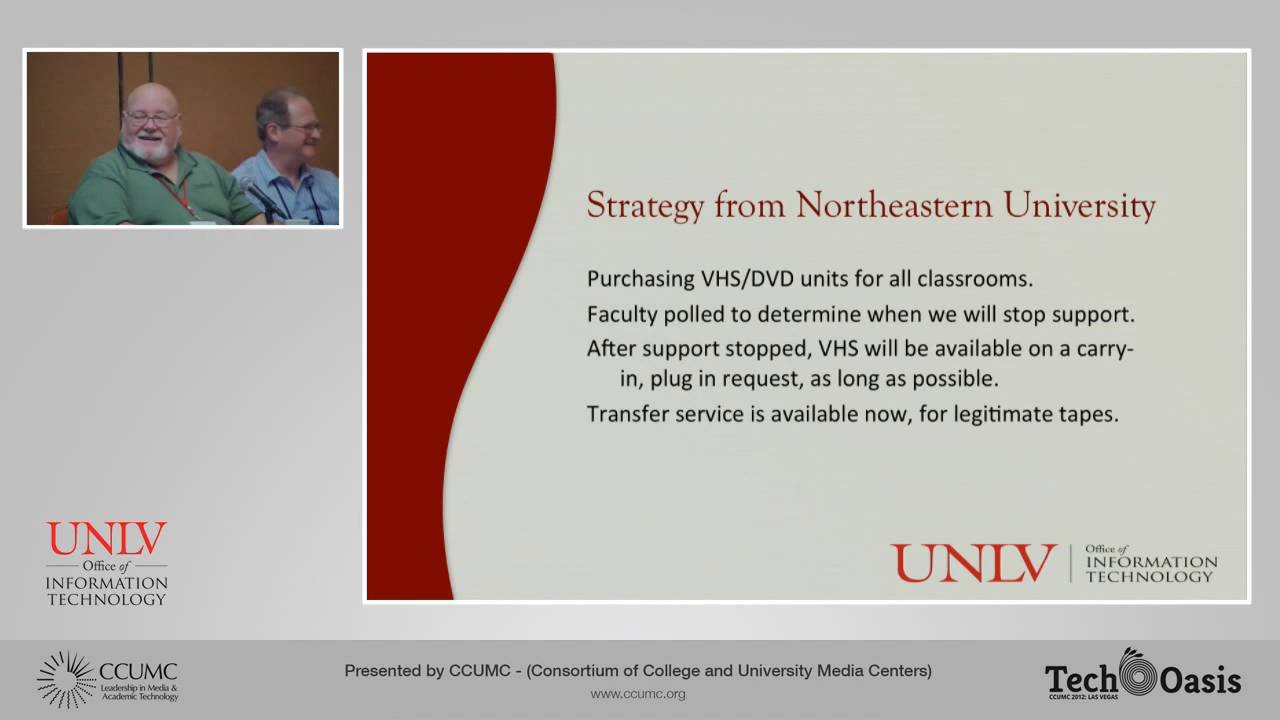 Strategy from Northeastern University
Purchasing VHS/DVD units for all classrooms.
Faculty polled to determine when we will stop support.
After support stopped, VHS will be available on a carry-
in, plug in request, as long as possible.
Transfer service is available now, for legitimate tapes.
UNLV
Office of
INFORMATION
TECHNOLOGY
UNLV
Office of
INFORMATION
TECHNOLOGY
CCUMC
Leadership in Media &
Academic Technology
Presented by CCUMC - (Consortium of College and University Media Centers)
www.ccumc.org
Tech Oasis
CCUMC 2012: LAS VEGAS